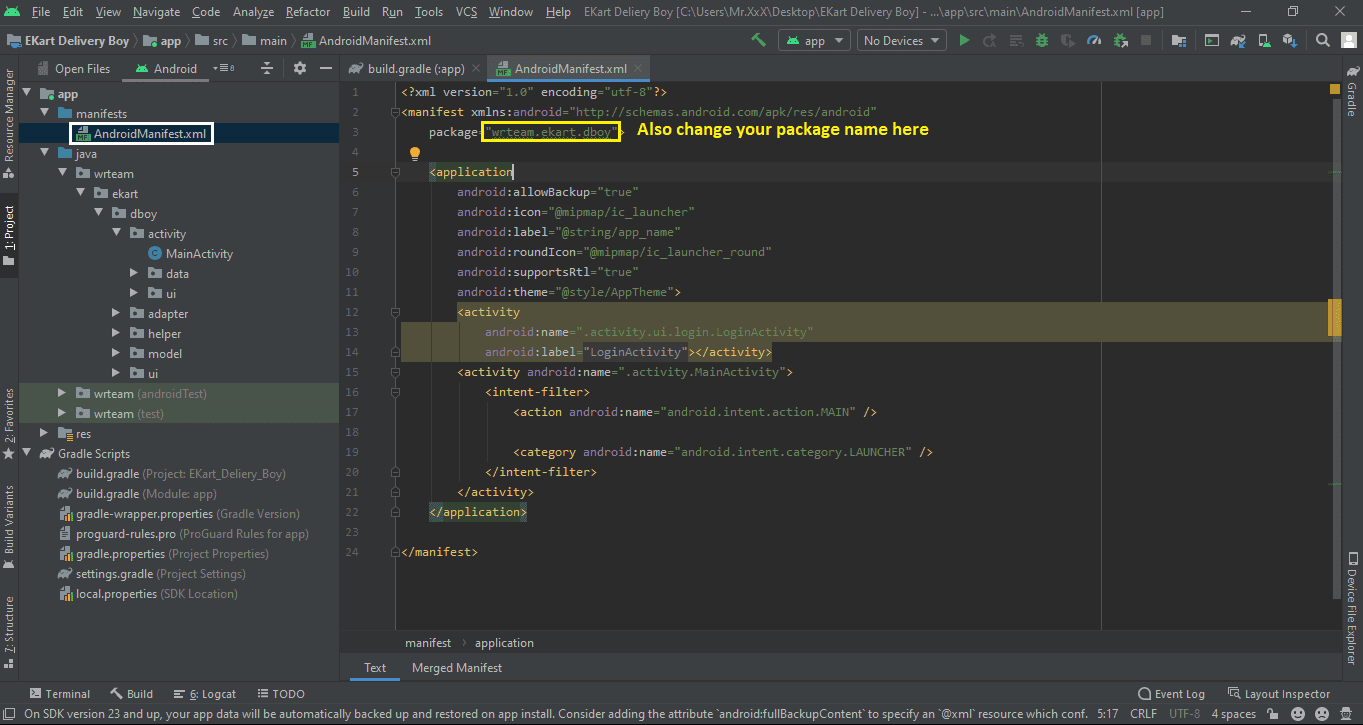 File Edit View Navigate Code Analyze Refactor Build Run Tools VCS Window Help EKart Deliery Boy [C:\Users\Mr.XxX\Desktop\EKart Delivery Boy] - ...\app\src\main\AndroidManifest.xml [app]
EKart Delivery Boy app src main AndroidManifest.xml app No Devices
Open Files Android 8 build.gradle (:app) AndroidManifest.xml
Resource Manager
1: Project
2: Favorites
Build Variants
7: Structure
app
manifests
AndroidManifest.xml
java
wrteam
ekart
dboy
activity
MainActivity
data
ui
adapter
helper
model
ui
wrteam (androidTest)
wrteam (test)
res
Gradle Scripts
build.gradle (Project: EKart_Deliery_Boy)
build.gradle (Module: app)
gradle-wrapper.properties (Gradle Version)
proguard-rules.pro (ProGuard Rules for app)
gradle.properties (Project Properties)
settings.gradle (Project Settings)
local.properties (SDK Location)
1 <?xml version="1.0" encoding="utf-8"?>
2 <manifest xmlns:android="http://schemas.android.com/apk/res/android"
3 package="wrteam.ekart.dboy"> Also change your package name here
4
5 <application
6 android:allowBackup="true"
7 android:icon="@mipmap/ic_launcher"
8 android:label="@string/app_name"
9 android:roundIcon="@mipmap/ic_launcher_round"
10 android:supportsRtl="true"
11 android:theme="@style/AppTheme">
12 <activity
13 android:name=".activity.ui.login.LoginActivity"
14 android:label="LoginActivity"></activity>
15 <activity android:name=".activity.MainActivity">
16 <intent-filter>
17 <action android:name="android.intent.action.MAIN" />
18
19 <category android:name="android.intent.category.LAUNCHER" />
20 </intent-filter>
21 </activity>
22 </application>
23
24 </manifest>
Gradle
Device File Explorer
manifest application
Text Merged Manifest
Terminal Build 6: Logcat TODO Event Log Layout Inspector
On SDK version 23 and up, your app data will be automatically backed up and restored on app install. Consider adding the attribute `android:fullBackupContent` to specify an `@xml` resource which conf. 5:17 CRLF UTF-8 4 spaces